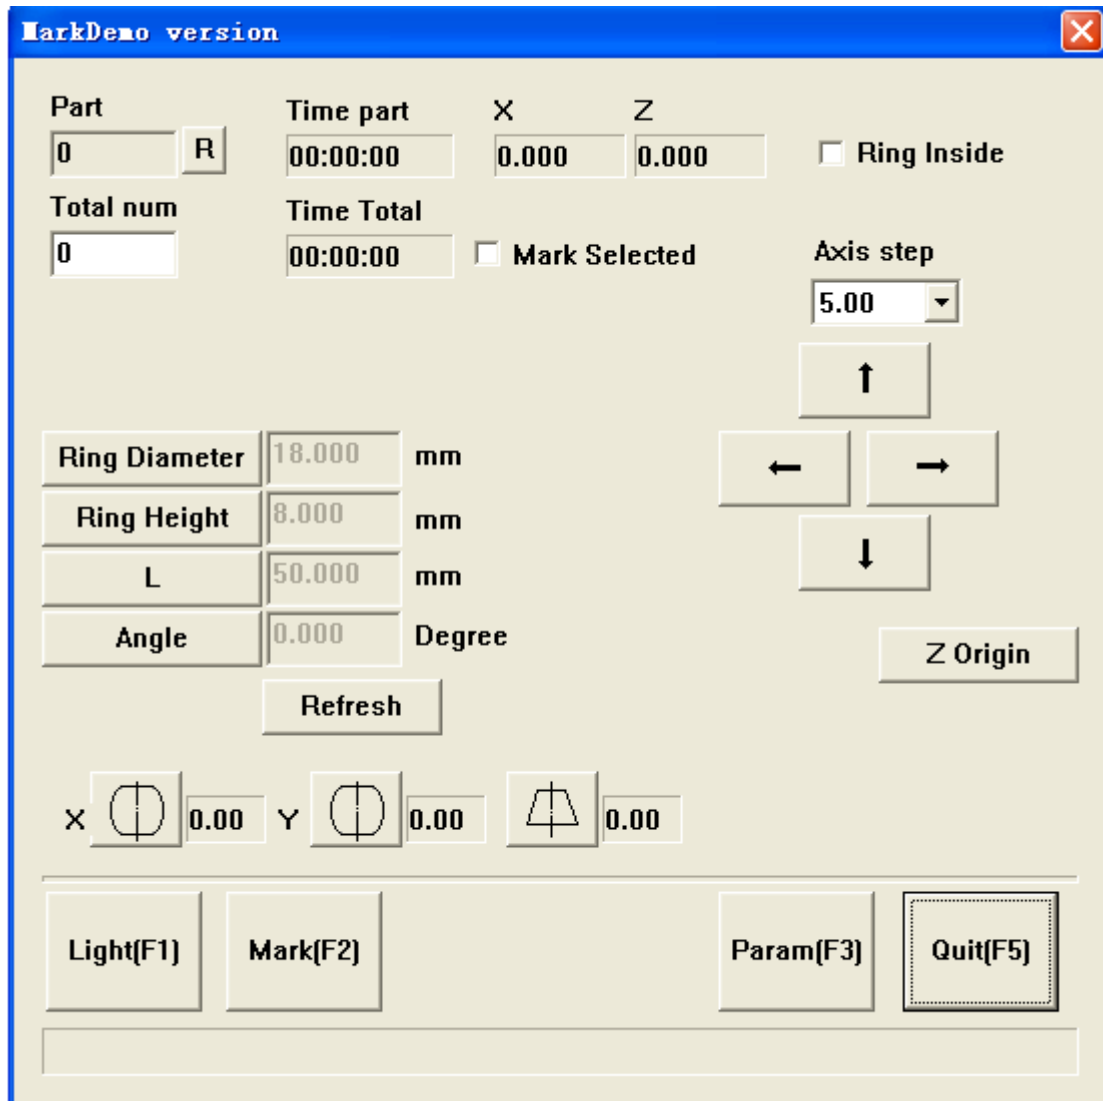 MarkDemo version
Part Time part X Z
0 R 00:00:00 0.000 0.000 Ring Inside
Total num Time Total
0 00:00:00 Mark Selected Axis step
5.00
Ring Diameter 18.000 mm
Ring Height 8.000 mm
L 50.000 mm
Angle 0.000 Degree
Z Origin
Refresh
X 0.00 Y 0.00 0.00
Light(F1) Mark(F2) Param(F3) Quit(F5)